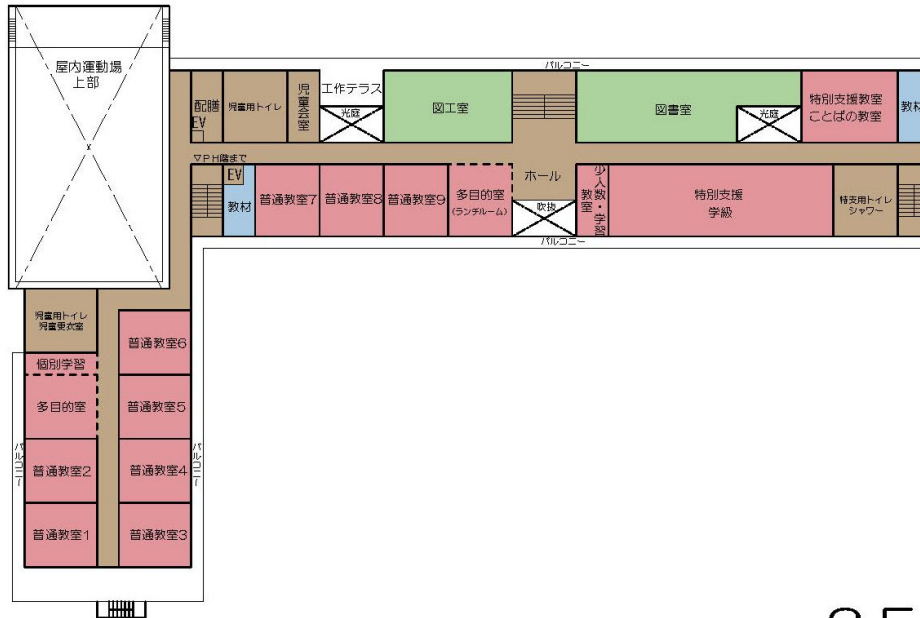 屋内運動場
上部
バルコニー
配膳
EV
児童用トイレ
児童会室
工作テラス
光庭
図工室
図書室
光庭
特別支援教室
ことばの教室
教材
▽PH階まで
EV
教材
普通教室7
普通教室8
普通教室9
多目的室
(ランチルーム)
ホール
吹抜
少人数・学習
教室
特別支援
学級
特支用トイレ
シャワー
バルコニー
児童用トイレ
児童更衣室
個別学習
多目的室
普通教室6
普通教室5
普通教室2
普通教室4
普通教室1
普通教室3
バルコニー
バルコニー